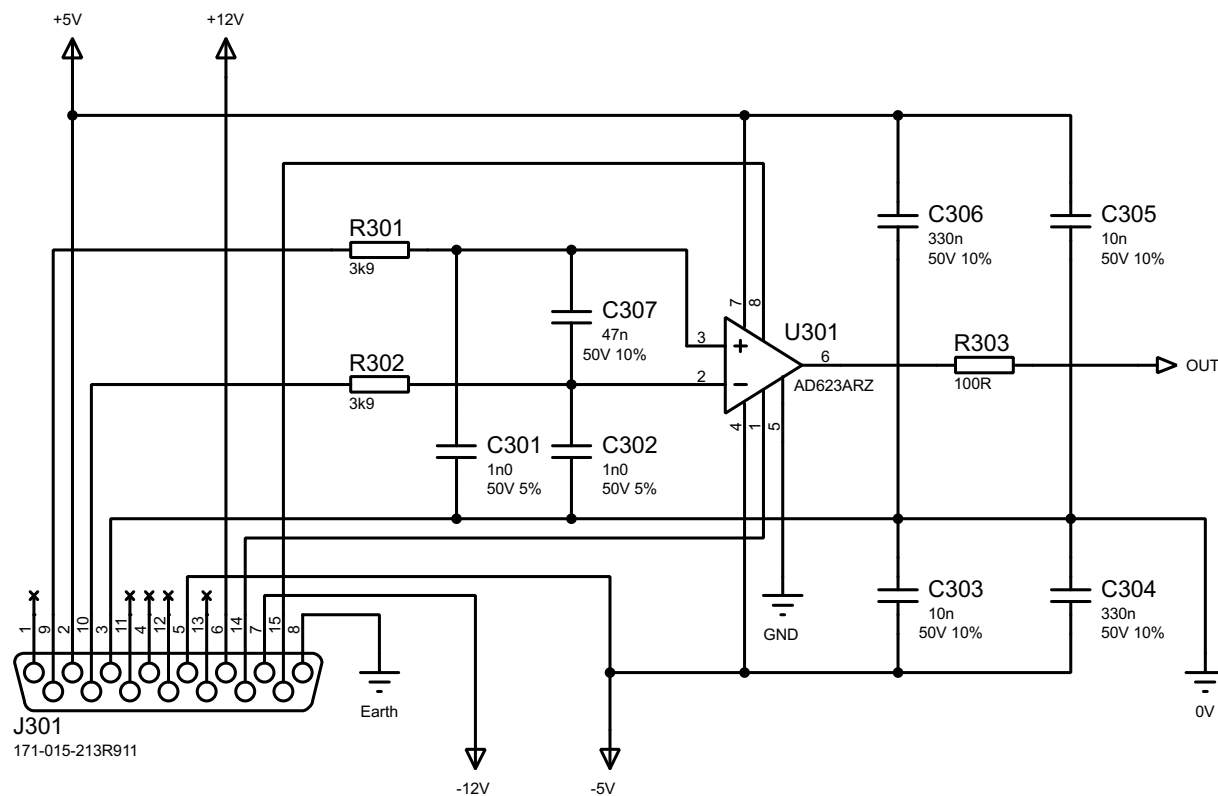 +5V
+12V
R301
3k9
C306
330n
50V 10%
C305
10n
50V 10%
C307
47n
50V 10%
7
8
U301
3
+
R303
6
OUT
R302
3k9
2
−
AD623ARZ
100R
4
1
5
C301
1n0
50V 5%
C302
1n0
50V 5%
GND
C303
10n
50V 10%
C304
330n
50V 10%
1
9
2
10
3
11
4
12
5
13
6
14
7
15
8
Earth
0V
J301
171-015-213R911
-12V
-5V